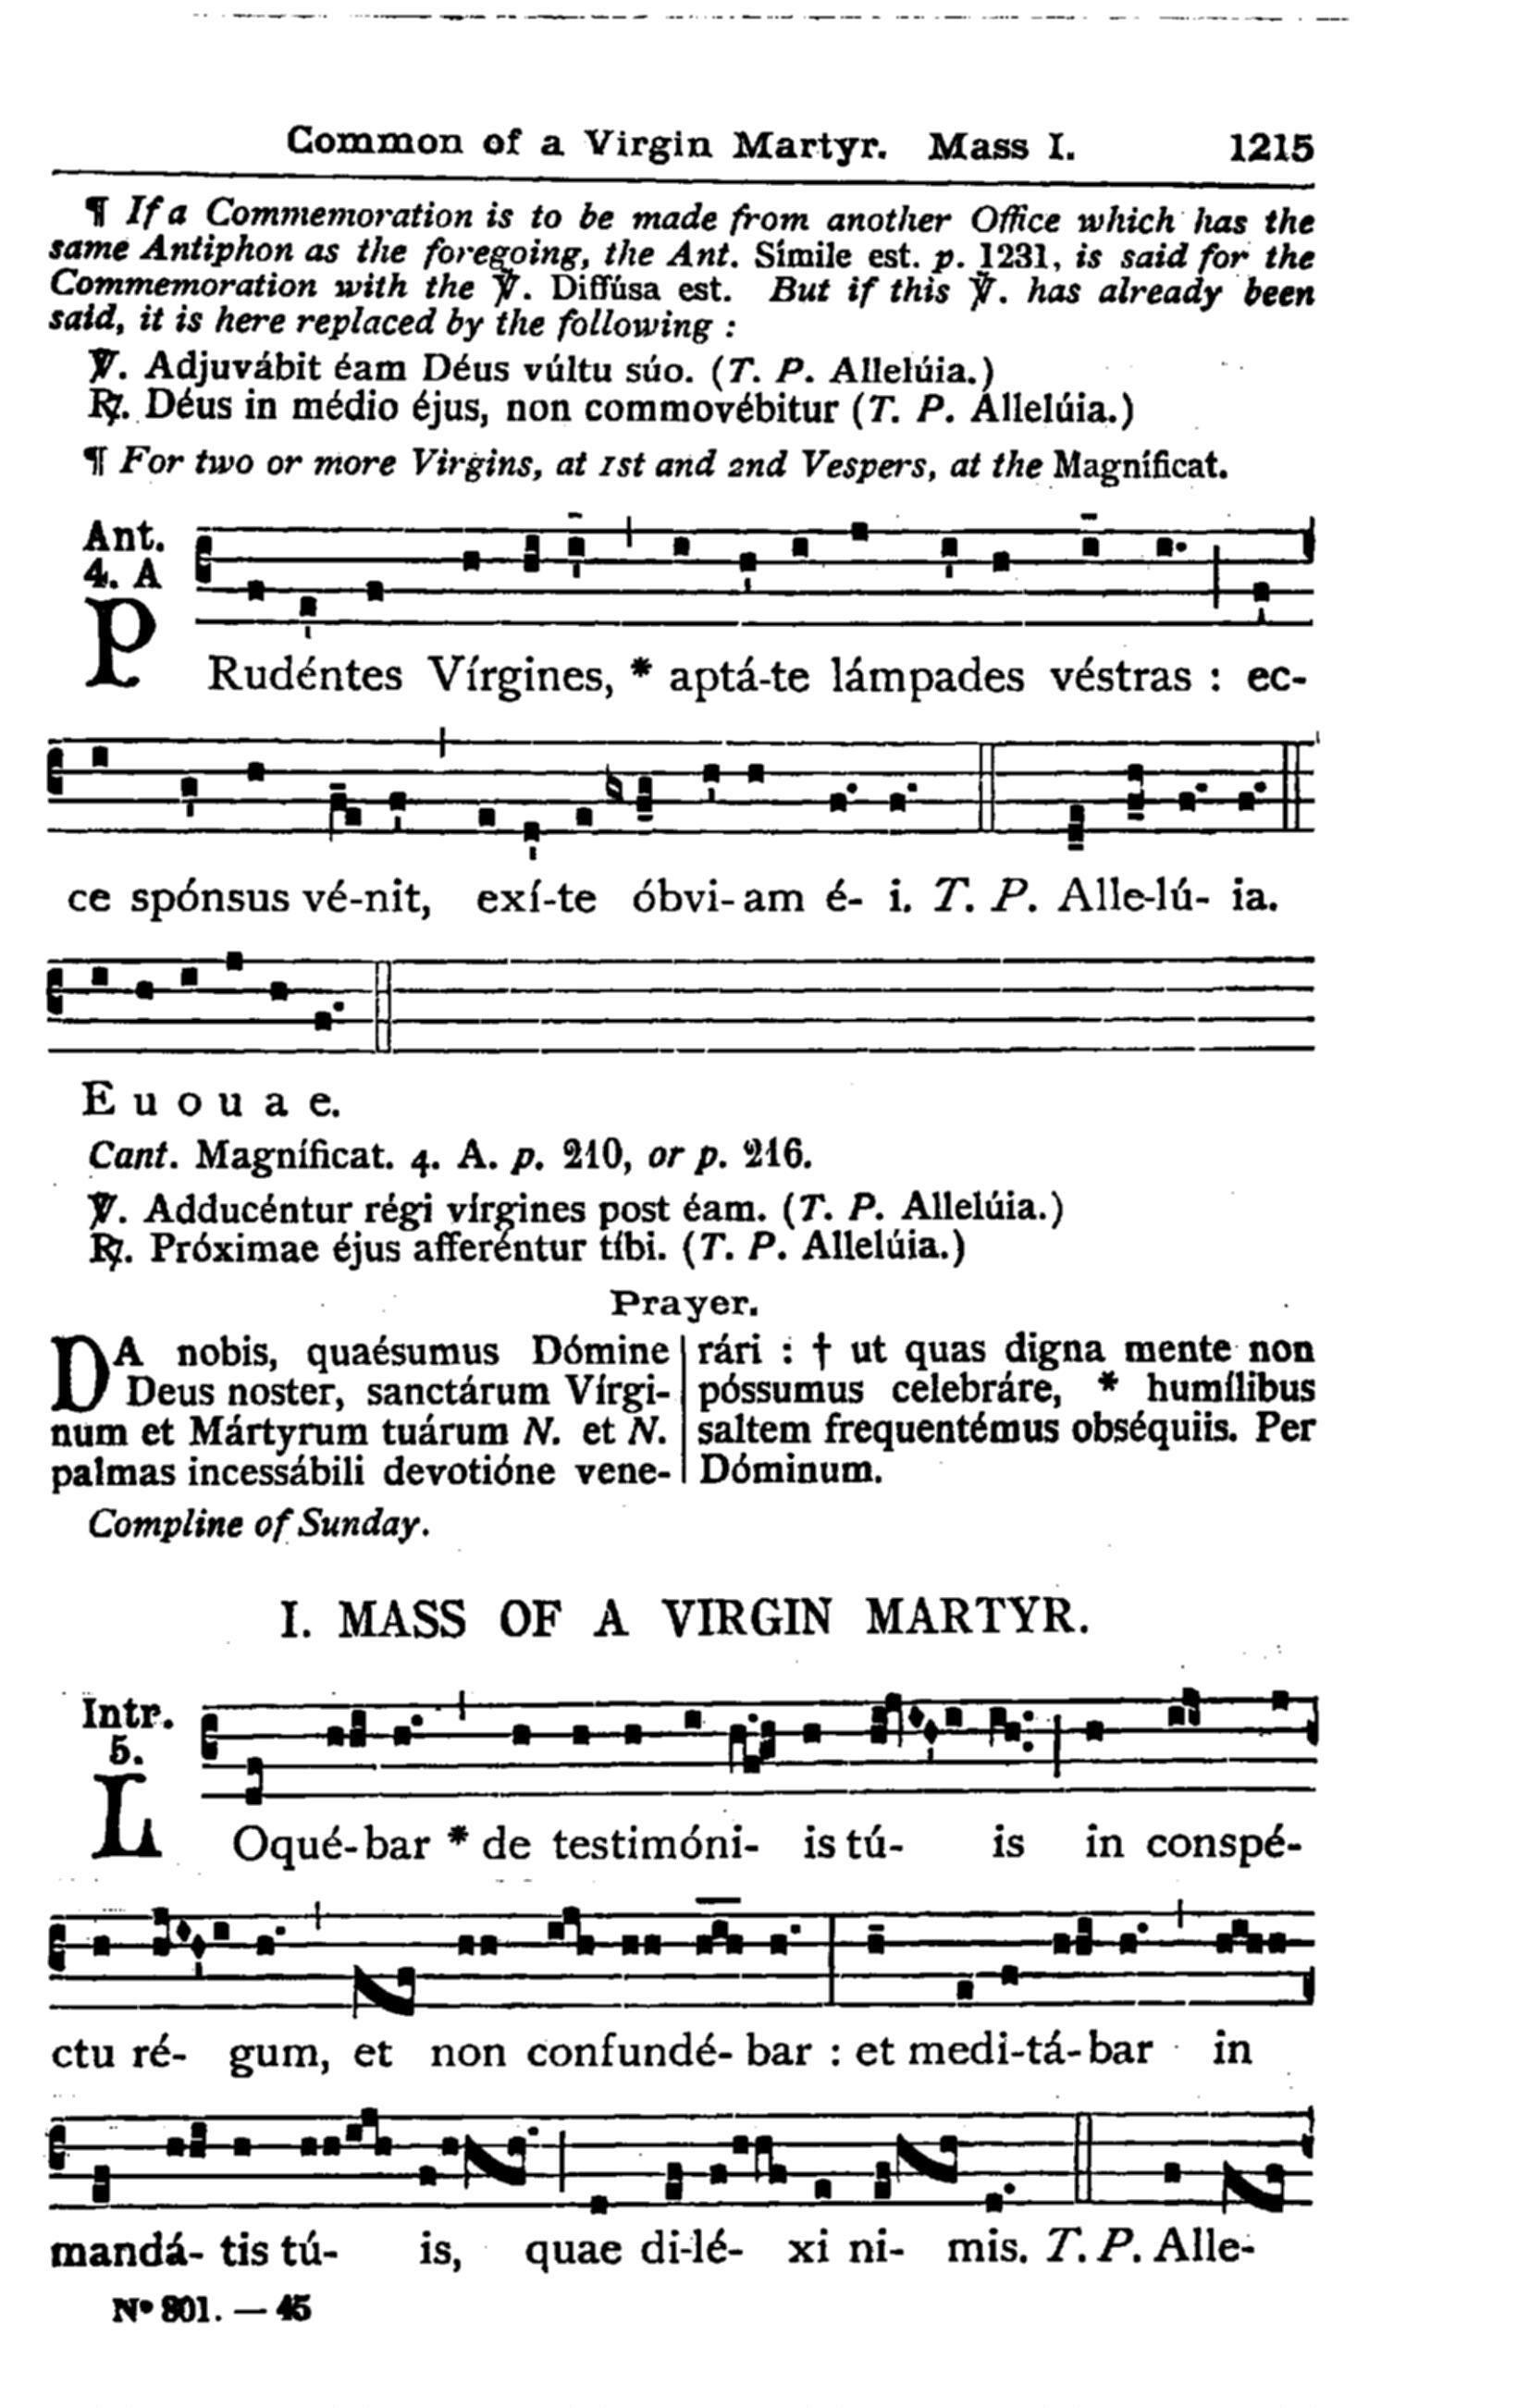 Common of a Virgin Martyr. Mass I. 1215
¶ If a Commemoration is to be made from another Office which has the
same Antiphon as the foregoing, the Ant. Símile est. p. 1231, is said for the
Commemoration with the ℣. Diffúsa est. But if this ℣. has already been
said, it is here replaced by the following :
℣. Adjuvábit éam Déus vúltu súo. (T. P. Allelúia.)
℟. Déus in médio éjus, non commovébitur (T. P. Allelúia.)
¶ For two or more Virgins, at 1st and 2nd Vespers, at the Magníficat.
Ant.
4. A
PRudéntes Vírgines, * aptá-te lámpades véstras : ec-
ce spónsus vé-nit, exí-te óbvi-am é- i. T. P. Alle-lú- ia.
E u o u a e.
Cant. Magníficat. 4. A. p. 210, or p. 216.
℣. Adducéntur régi vírgines post éam. (T. P. Allelúia.)
℟. Próximae éjus afferéntur tíbi. (T. P. Allelúia.)
Prayer.
DA nobis, quaésumus Dómine
Deus noster, sanctárum Vírgi-
num et Mártyrum tuárum N. et N.
palmas incessábili devotióne vene-
rári : † ut quas digna mente non
póssumus celebráre, * humílibus
saltem frequentémus obséquiis. Per
Dóminum.
Compline of Sunday.
I. MASS OF A VIRGIN MARTYR.
Intr.
5.
LOqué-bar * de testimóni- is tú- is in conspé-
ctu ré- gum, et non confundé- bar : et medi-tá-bar in
mandá- tis tú- is, quae di-lé- xi ni- mis. T. P. Alle-
Nº 801. — 45